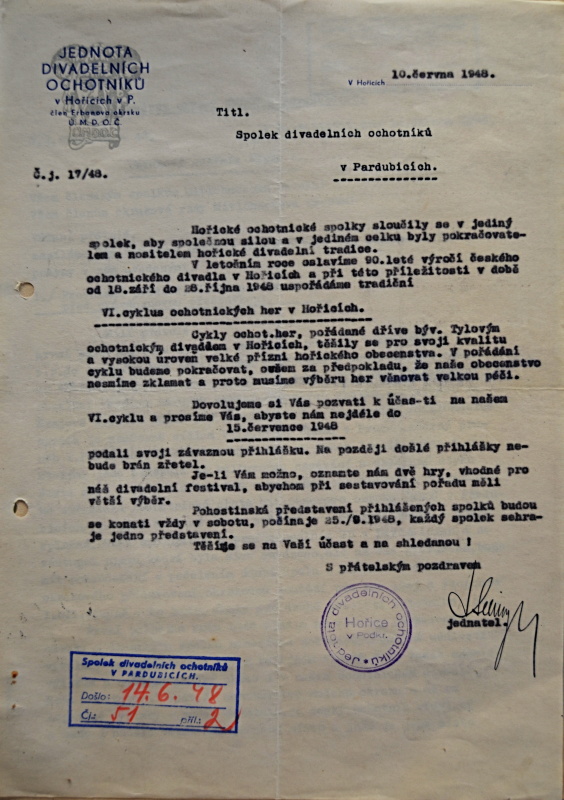 JEDNOTA
DIVADELNÍCH
OCHOTNÍKŮ
v Hořicích v P.
člen Erbenova okrsku
Ú. M. D. O. Č.
V Hořicích 10.června 1948.
Titl.
Spolek divadelních ochotníků
v Pardubicích.
Č.j. 17/48.
Hořické ochotnické spolky sloučily se v jediný
spolek, aby společnou silou a v jediném celku byly pokračovate-
lem a nositelem hořické divadelní tradice.
V letošním roce oslavíme 90.leté výročí českého
ochotnického divadla v Hořicích a při této příležitosti v době
od 18.září do 28.října 1948 uspořádáme tradiční
VI.cyklus ochotnických her v Hořicích.
Cykly ochot.her, pořádané dříve býv. Tylovým
ochotnickým divadlem v Hořicích, těšily se pro svoji kvalitu
a vysokou úroveň velké přízni hořického obecenstva. V pořádání
cyklu budeme pokračovat, ovšem za předpokladu, že naše obecenstvo
nesmíme zklamat a proto musíme výběru her věnovat velkou péči.
Dovolujeme si Vás pozvati k účas-ti na našem
VI.cyklu a prosíme Vás, abyste nám nejdéle do
15.července 1948
podali svoji závaznou přihlášku. Na později došlé přihlášky ne-
bude brán zřetel.
Je-li Vám možno, oznamte nám dvě hry, vhodné pro
náš divadelní festival, abychom při sestavování pořadu měli
větší výběr.
Pohostinská představení přihlášených spolků budou
se konati vždy v sobotu, počínaje 25./9.1948, každý spolek sehra-
je jedno představení.
Těšíme se na Vaši účast a na shledanou !
S přátelským pozdravem
jednatel.
Jednota divadelních ochotníků
Hořice
v Podkr.
Spolek divadelních ochotníků
V PARDUBICÍCH.
Došlo: 14.6.48
Čj.: 51 příl.: 2